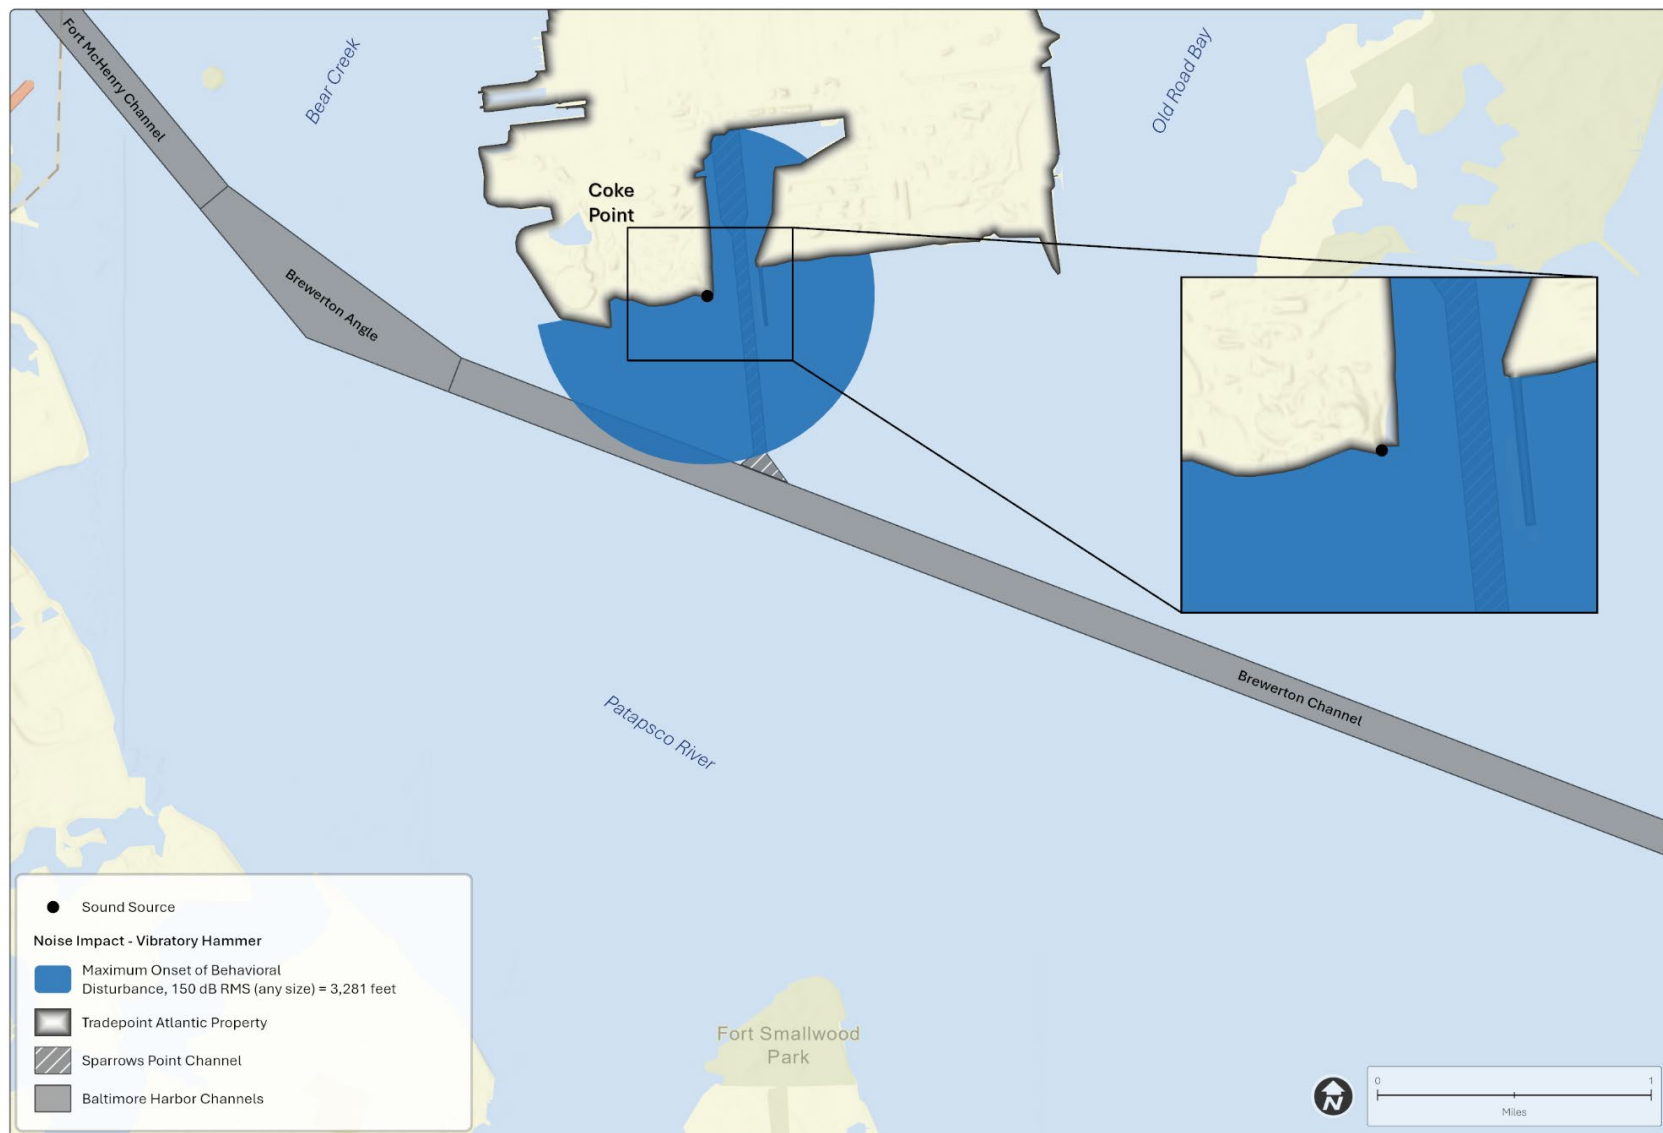 Fort McHenry Channel
Bear Creek
Old Road Bay
Coke
Point
Brewerton Angle
Brewerton Channel
Patapsco River
Fort Smallwood
Park
Sound Source
Noise Impact - Vibratory Hammer
Maximum Onset of Behavioral
Disturbance, 150 dB RMS (any size) = 3,281 feet
Tradepoint Atlantic Property
Sparrows Point Channel
Baltimore Harbor Channels
N
0 1
Miles